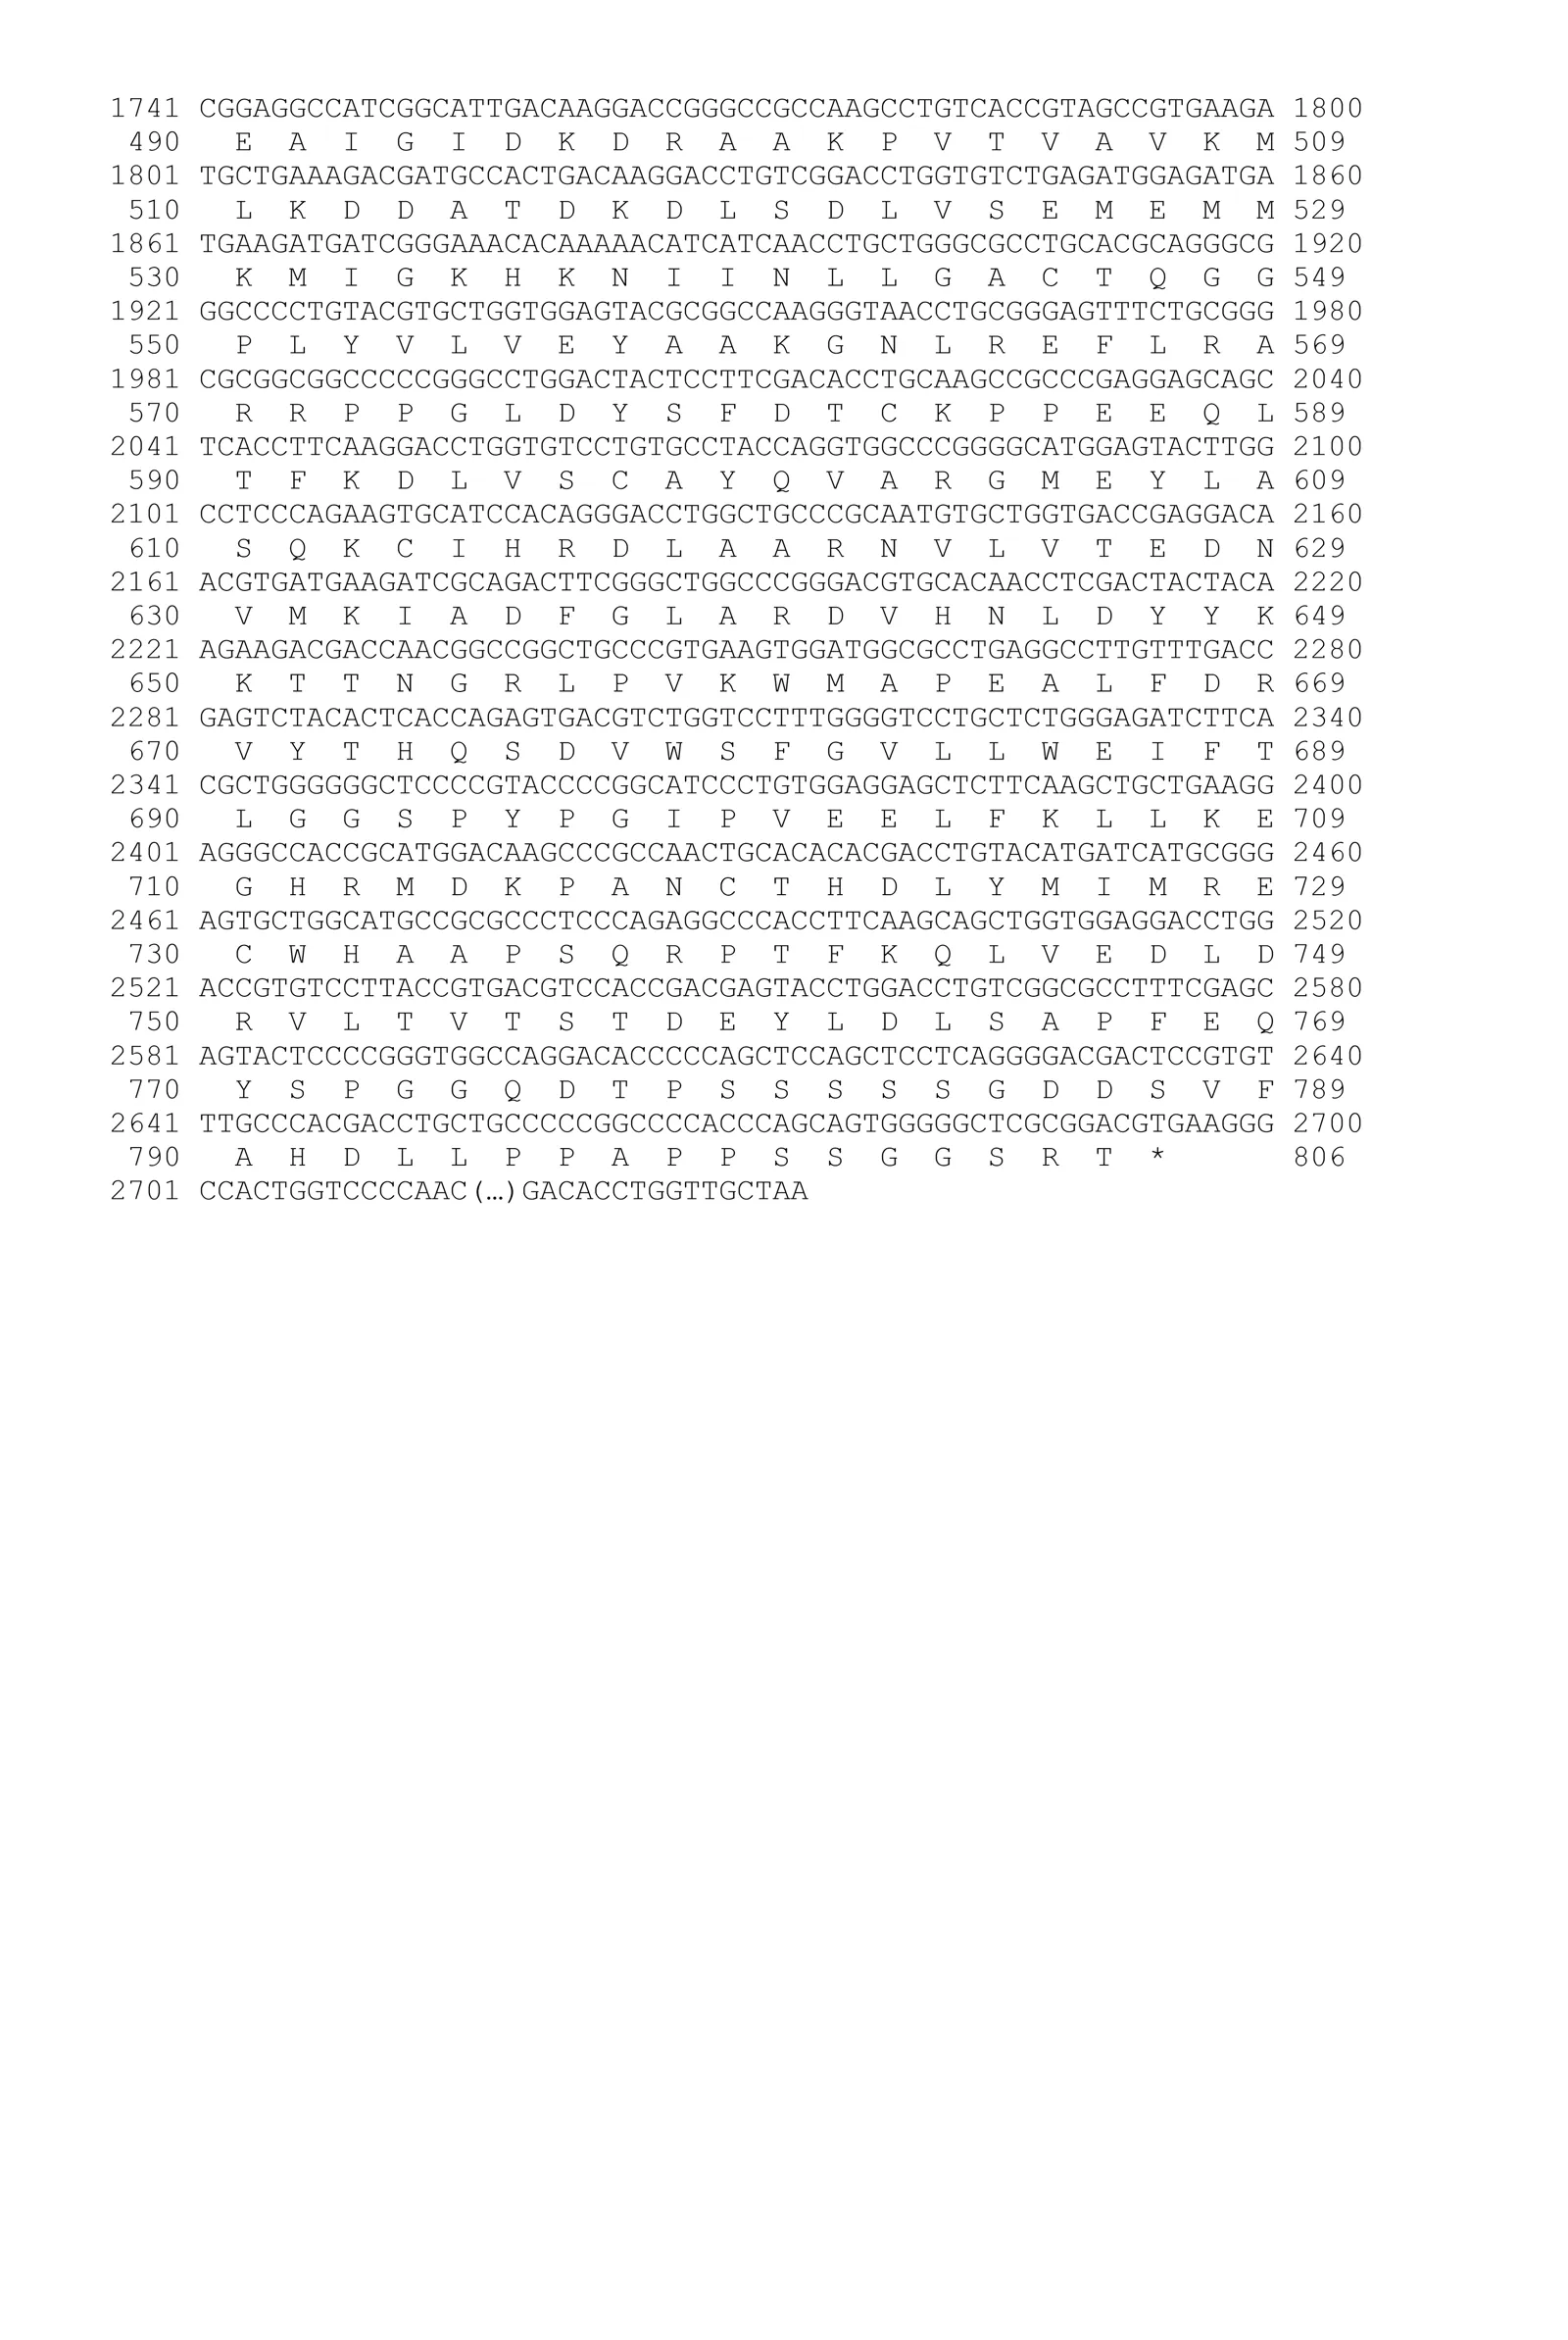 1741 CGGAGGCCATCGGCATTGACAAGGACCGGGCCGCCAAGCCTGTCACCGTAGCCGTGAAGA 1800
490 E A I G I D K D R A A K P V T V A V K M 509
1801 TGCTGAAAGACGATGCCACTGACAAGGACCTGTCGGACCTGGTGTCTGAGATGGAGATGA 1860
510 L K D D A T D K D L S D L V S E M E M M 529
1861 TGAAGATGATCGGGAAACACAAAAACATCATCAACCTGCTGGGCGCCTGCACGCAGGGCG 1920
530 K M I G K H K N I I N L L G A C T Q G G 549
1921 GGCCCCTGTACGTGCTGGTGGAGTACGCGGCCAAGGGTAACCTGCGGGAGTTTCTGCGGG 1980
550 P L Y V L V E Y A A K G N L R E F L R A 569
1981 CGCGGCGGCCCCCGGGCCTGGACTACTCCTTCGACACCTGCAAGCCGCCCGAGGAGCAGC 2040
570 R R P P G L D Y S F D T C K P P E E Q L 589
2041 TCACCTTCAAGGACCTGGTGTCCTGTGCCTACCAGGTGGCCCGGGGCATGGAGTACTTGG 2100
590 T F K D L V S C A Y Q V A R G M E Y L A 609
2101 CCTCCCAGAAGTGCATCCACAGGGACCTGGCTGCCCGCAATGTGCTGGTGACCGAGGACA 2160
610 S Q K C I H R D L A A R N V L V T E D N 629
2161 ACGTGATGAAGATCGCAGACTTCGGGCTGGCCCGGGACGTGCACAACCTCGACTACTACA 2220
630 V M K I A D F G L A R D V H N L D Y Y K 649
2221 AGAAGACGACCAACGGCCGGCTGCCCGTGAAGTGGATGGCGCCTGAGGCCTTGTTTGACC 2280
650 K T T N G R L P V K W M A P E A L F D R 669
2281 GAGTCTACACTCACCAGAGTGACGTCTGGTCCTTTGGGGTCCTGCTCTGGGAGATCTTCA 2340
670 V Y T H Q S D V W S F G V L L W E I F T 689
2341 CGCTGGGGGGCTCCCCGTACCCCGGCATCCCTGTGGAGGAGCTCTTCAAGCTGCTGAAGG 2400
690 L G G S P Y P G I P V E E L F K L L K E 709
2401 AGGGCCACCGCATGGACAAGCCCGCCAACTGCACACACGACCTGTACATGATCATGCGGG 2460
710 G H R M D K P A N C T H D L Y M I M R E 729
2461 AGTGCTGGCATGCCGCGCCCTCCCAGAGGCCCACCTTCAAGCAGCTGGTGGAGGACCTGG 2520
730 C W H A A P S Q R P T F K Q L V E D L D 749
2521 ACCGTGTCCTTACCGTGACGTCCACCGACGAGTACCTGGACCTGTCGGCGCCTTTCGAGC 2580
750 R V L T V T S T D E Y L D L S A P F E Q 769
2581 AGTACTCCCCGGGTGGCCAGGACACCCCCAGCTCCAGCTCCTCAGGGGACGACTCCGTGT 2640
770 Y S P G G Q D T P S S S S S G D D S V F 789
2641 TTGCCCACGACCTGCTGCCCCCGGCCCCACCCAGCAGTGGGGGCTCGCGGACGTGAAGGG 2700
790 A H D L L P P A P P S S G G S R T * 806
2701 CCACTGGTCCCCAAC(…)GACACCTGGTTGCTAA